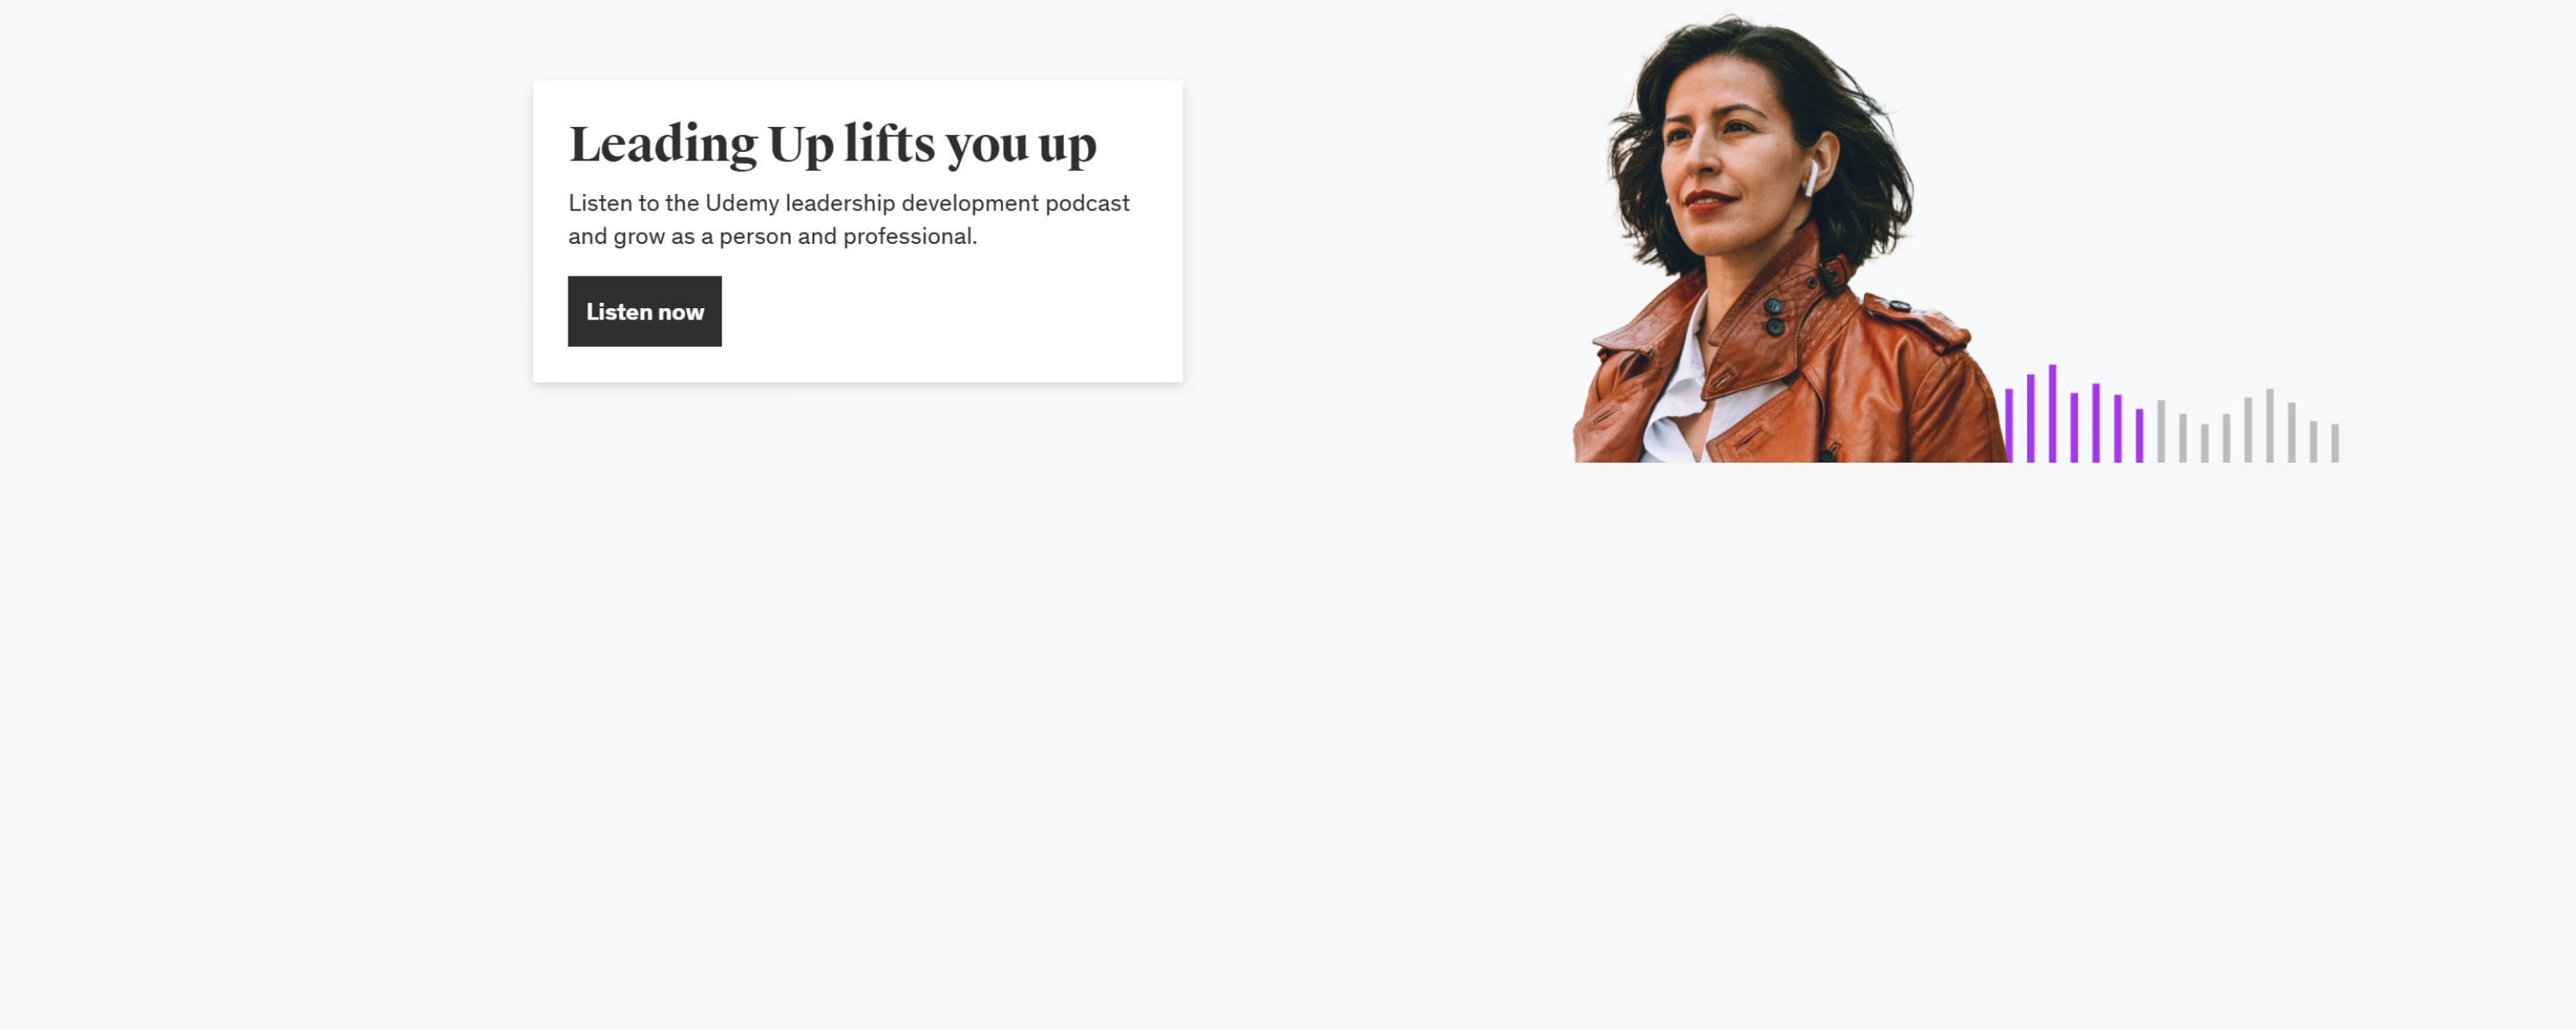 Leading Up lifts you up
Listen to the Udemy leadership development podcast
and grow as a person and professional.
Listen now